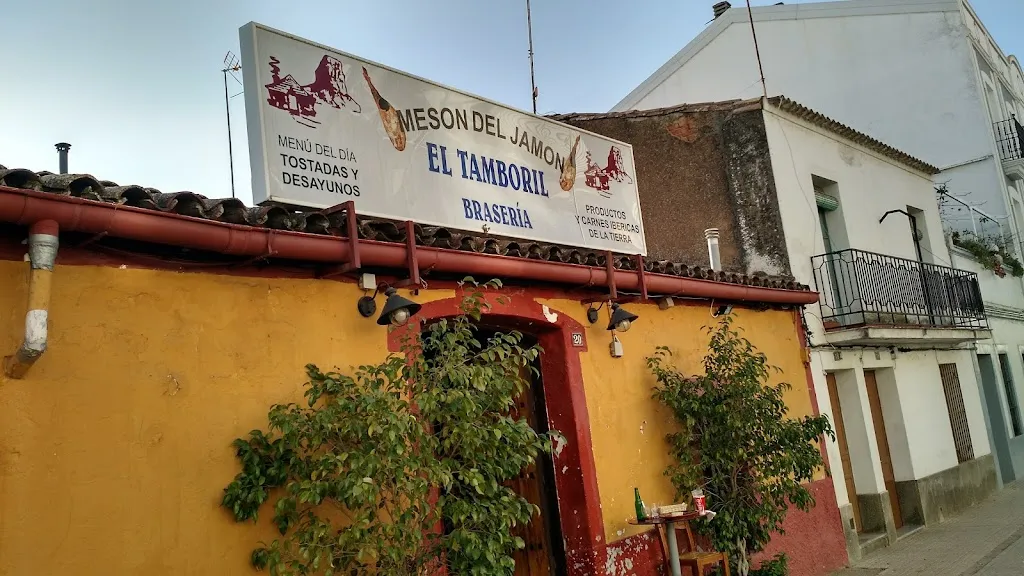 MENÚ DEL DÍA
TOSTADAS Y
DESAYUNOS
MESON DEL JAMON
EL TAMBORIL
BRASERÍA
PRODUCTOS
Y CARNES IBERICAS
DE LA TIERRA
20